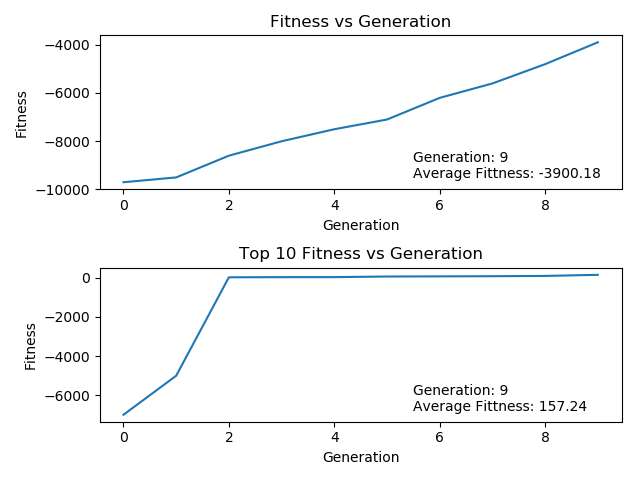 Fitness vs Generation
−4000
−6000
−8000
−10000
Fitness
Generation: 9
Average Fittness: -3900.18
0 2 4 6 8
Generation
Top 10 Fitness vs Generation
0
−2000
−4000
−6000
Fitness
Generation: 9
Average Fittness: 157.24
0 2 4 6 8
Generation